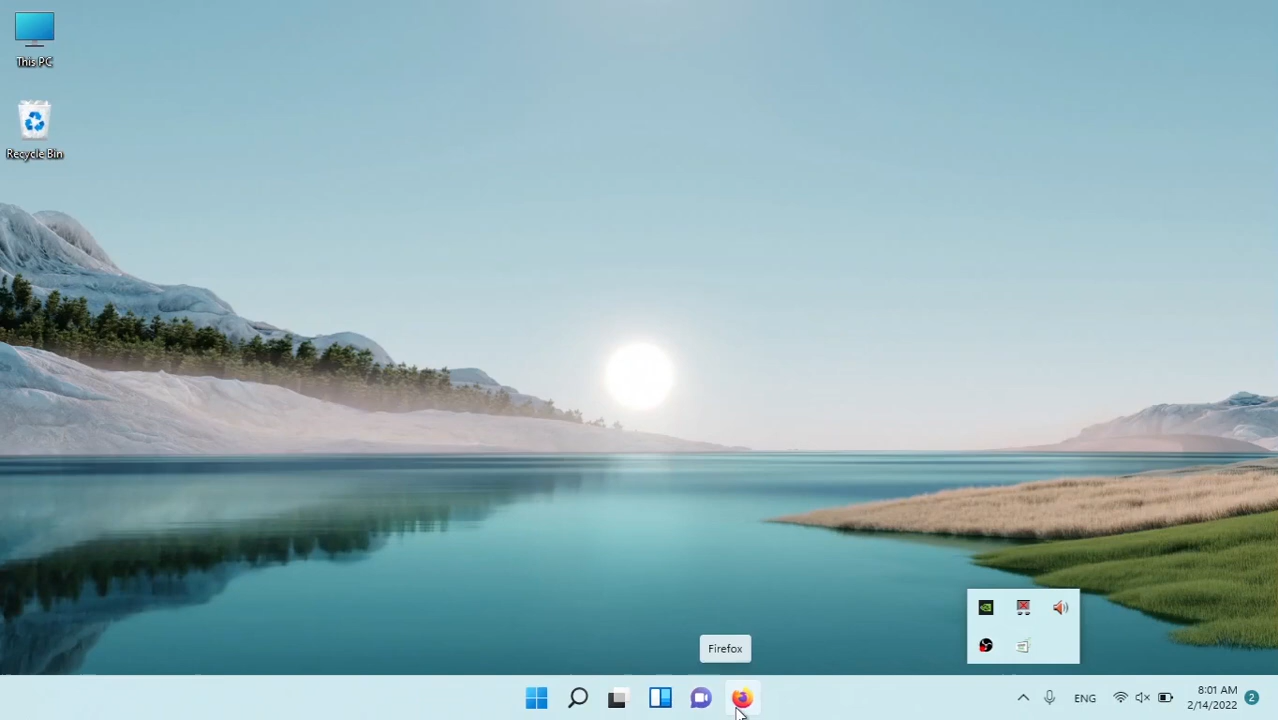 This PC
Recycle Bin
Firefox
ENG
8:01 AM
2/14/2022
2